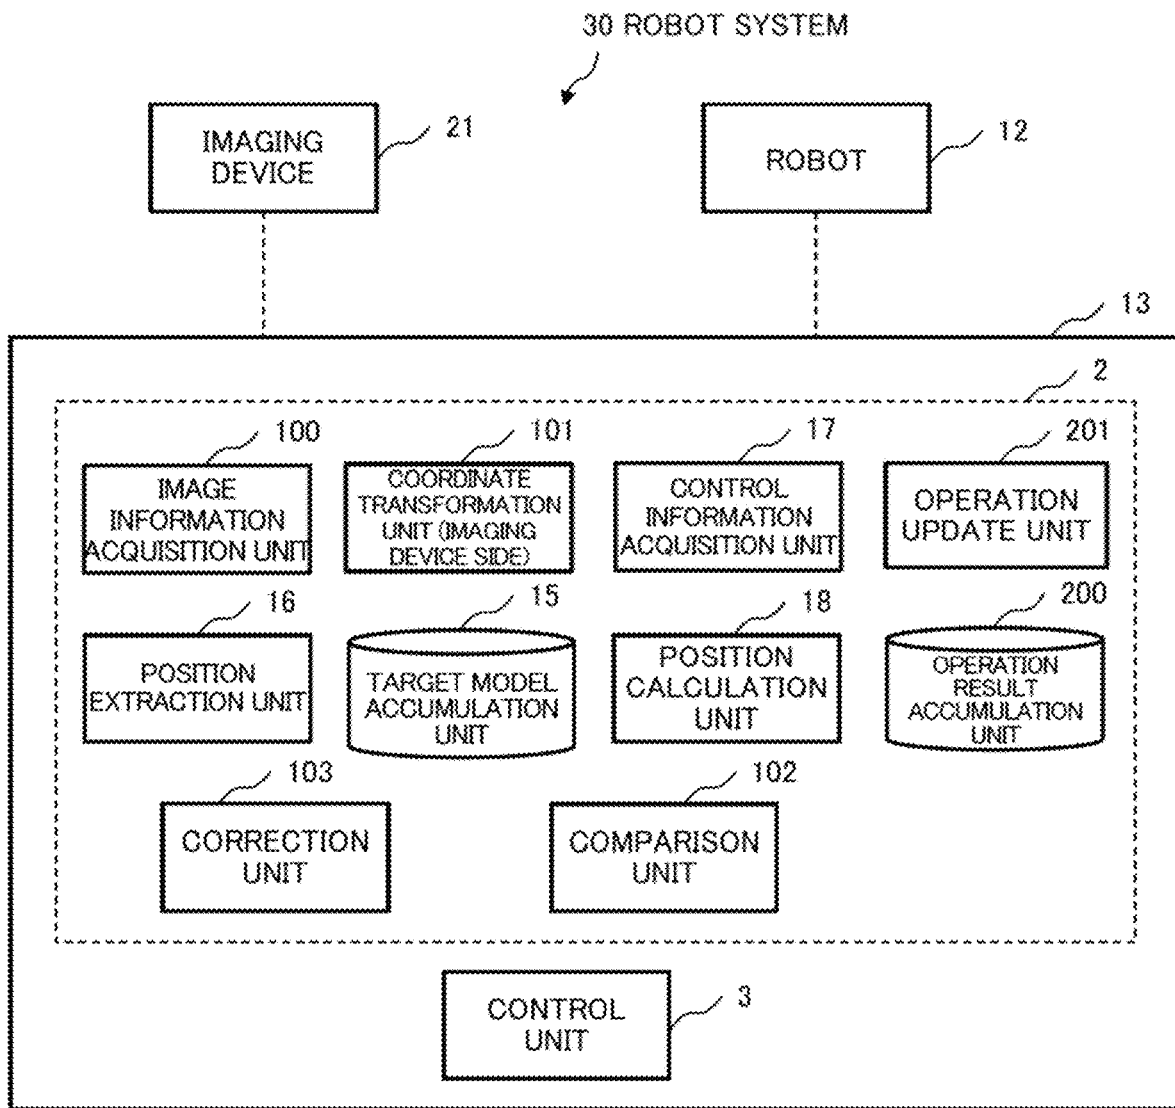 30 ROBOT SYSTEM
IMAGING
DEVICE
21
ROBOT
12
13
2
100
IMAGE
INFORMATION
ACQUISITION UNIT
101
COORDINATE
TRANSFORMATION
UNIT (IMAGING
DEVICE SIDE)
17
CONTROL
INFORMATION
ACQUISITION UNIT
201
OPERATION
UPDATE UNIT
16
POSITION
EXTRACTION UNIT
15
TARGET MODEL
ACCUMULATION
UNIT
18
POSITION
CALCULATION
UNIT
200
OPERATION
RESULT
ACCUMULATION
UNIT
103
CORRECTION
UNIT
102
COMPARISON
UNIT
CONTROL
UNIT
3